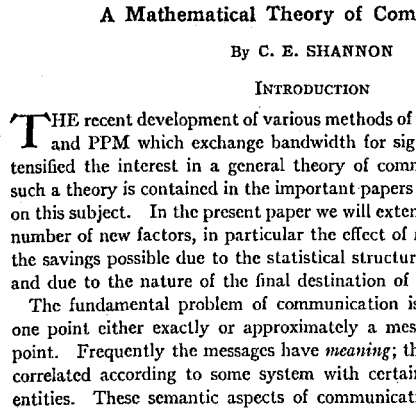 A Mathematical Theory of Com
By C. E. SHANNON
INTRODUCTION
THE recent development of various methods of
and PPM which exchange bandwidth for sig
tensified the interest in a general theory of comm
such a theory is contained in the important papers
on this subject. In the present paper we will exten
number of new factors, in particular the effect of
the savings possible due to the statistical structur
and due to the nature of the final destination of
The fundamental problem of communication is
one point either exactly or approximately a mes
point. Frequently the messages have meaning; th
correlated according to some system with certai
entities. These semantic aspects of communicat